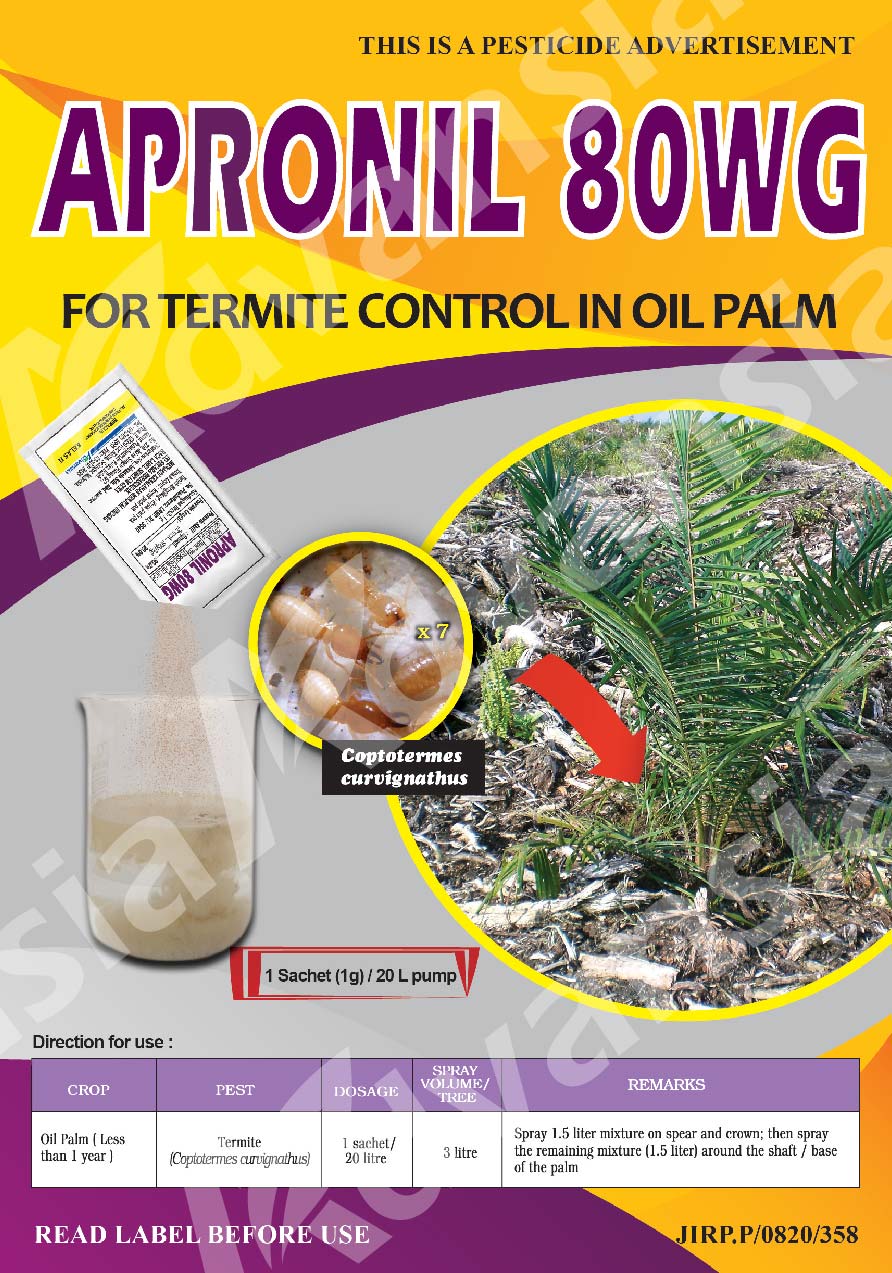 THIS IS A PESTICIDE ADVERTISEMENT
APRONIL 80WG
FOR TERMITE CONTROL IN OIL PALM
APRONIL 80WG
x 7
Coptotermes
curvignathus
1 Sachet (1g) / 20 L pump
Direction for use :
CROP PEST DOSAGE SPRAY VOLUME/ TREE REMARKS
Oil Palm ( Less
than 1 year )
Termite
(Coptotermes curvignathus)
1 sachet/
20 litre
3 litre
Spray 1.5 liter mixture on spear and crown; then spray
the remaining mixture (1.5 liter) around the shaft / base
of the palm
READ LABEL BEFORE USE
JIRP.P/0820/358
Advansia